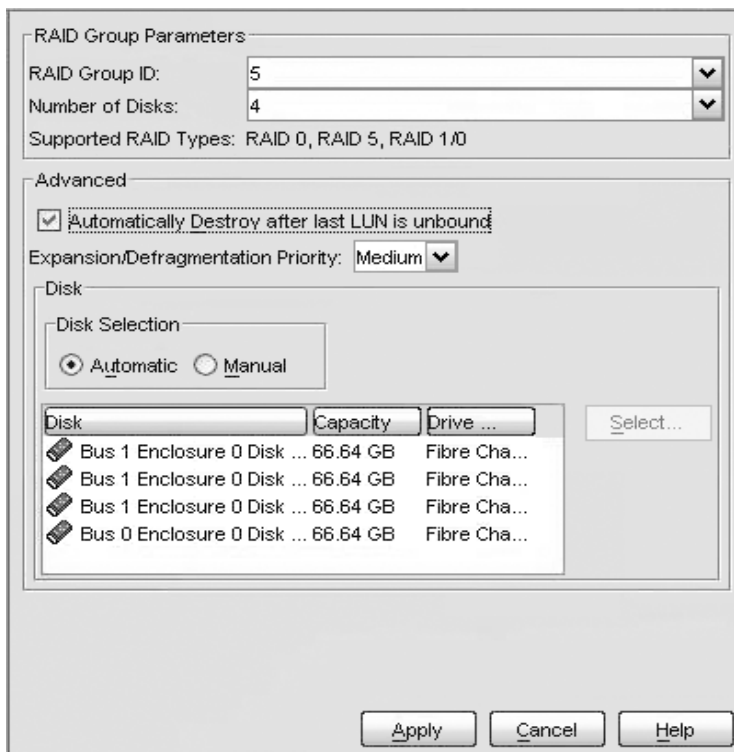 RAID Group Parameters
RAID Group ID: 5
Number of Disks: 4
Supported RAID Types: RAID 0, RAID 5, RAID 1/0
Advanced
Automatically Destroy after last LUN is unbound
Expansion/Defragmentation Priority: Medium
Disk
Disk Selection
Automatic Manual
Disk Capacity Drive ... Select...
Bus 1 Enclosure 0 Disk ... 66.64 GB Fibre Cha...
Bus 1 Enclosure 0 Disk ... 66.64 GB Fibre Cha...
Bus 1 Enclosure 0 Disk ... 66.64 GB Fibre Cha...
Bus 0 Enclosure 0 Disk ... 66.64 GB Fibre Cha...
Apply Cancel Help